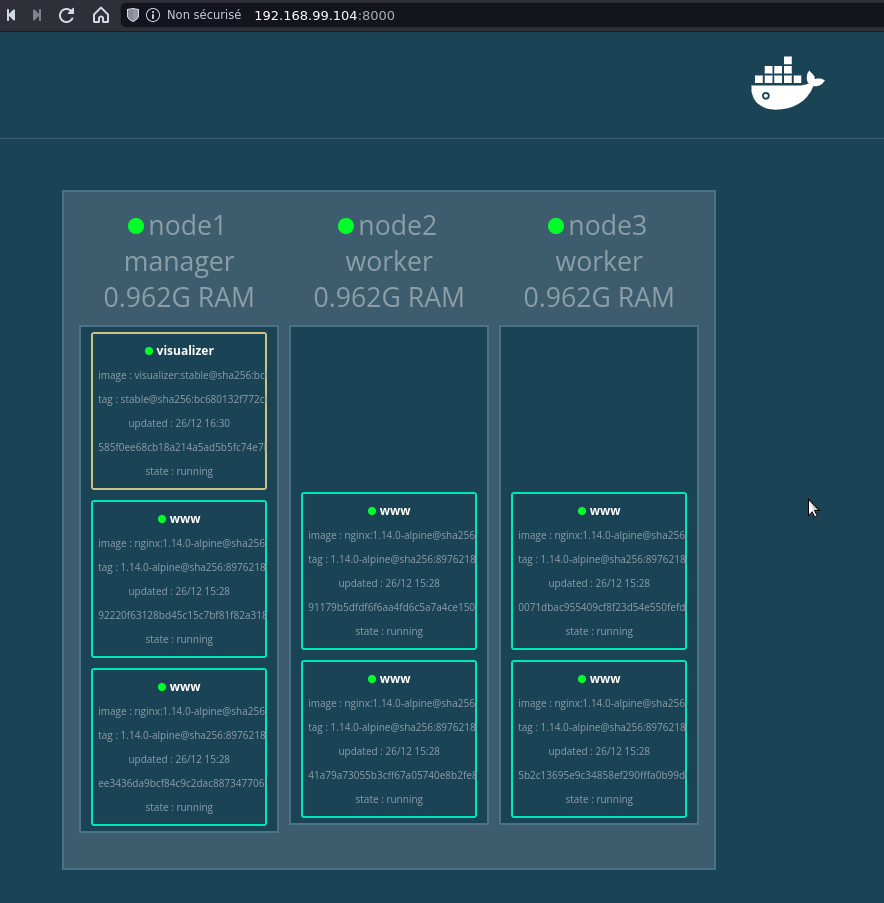 Non sécurisé 192.168.99.104:8000
node1
manager
0.962G RAM
visualizer
image : visualizer:stable@sha256:bc
tag : stable@sha256:bc680132f772c
updated : 26/12 16:30
585f0ee68cb18a214a5ad5b5fc74e7
state : running
www
image : nginx:1.14.0-alpine@sha256
tag : 1.14.0-alpine@sha256:8976218
updated : 26/12 15:28
92220f63128bd45c15c7bf81f82a318
state : running
www
image : nginx:1.14.0-alpine@sha256
tag : 1.14.0-alpine@sha256:8976218
updated : 26/12 15:28
ee3436da9bcf84c9c2dac887347706
state : running
node2
worker
0.962G RAM
www
image : nginx:1.14.0-alpine@sha256
tag : 1.14.0-alpine@sha256:8976218
updated : 26/12 15:28
91179b5dfdf6f6aa4fd6c5a7a4ce150
state : running
www
image : nginx:1.14.0-alpine@sha256
tag : 1.14.0-alpine@sha256:8976218
updated : 26/12 15:28
41a79a73055b3cff67a05740e8b2fe8
state : running
node3
worker
0.962G RAM
www
image : nginx:1.14.0-alpine@sha256
tag : 1.14.0-alpine@sha256:8976218
updated : 26/12 15:28
0071dbac955409cf8f23d54e550fefd
state : running
www
image : nginx:1.14.0-alpine@sha256
tag : 1.14.0-alpine@sha256:8976218
updated : 26/12 15:28
5b2c13695e9c34858ef290fffa0b99d
state : running